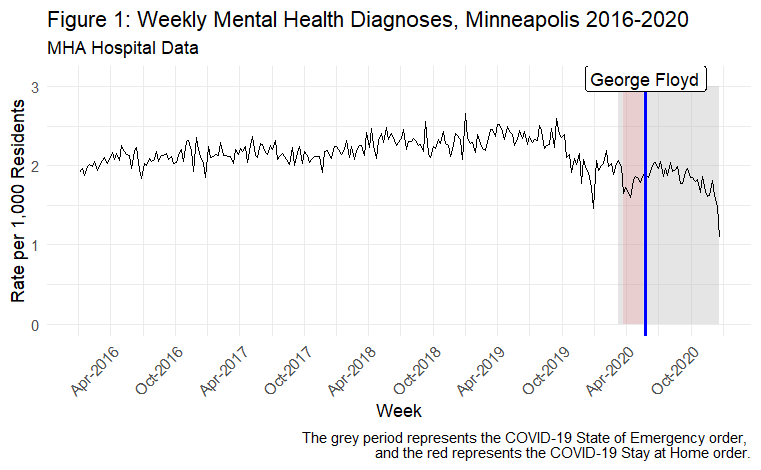 Figure 1: Weekly Mental Health Diagnoses, Minneapolis 2016-2020
MHA Hospital Data
George Floyd
Rate per 1,000 Residents
3
2
1
0
Apr-2016
Oct-2016
Apr-2017
Oct-2017
Apr-2018
Oct-2018
Apr-2019
Oct-2019
Apr-2020
Oct-2020
Week
The grey period represents the COVID-19 State of Emergency order,
and the red represents the COVID-19 Stay at Home order.